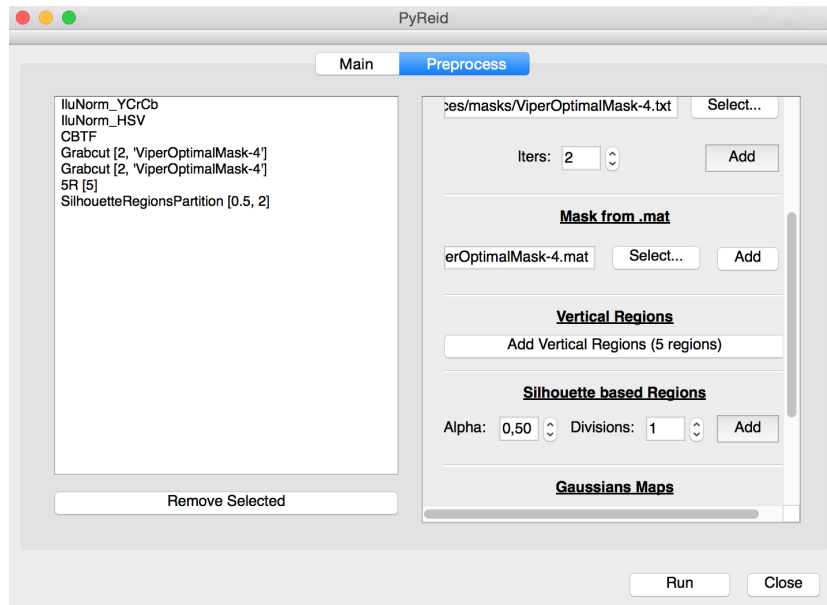 PyReid
Main
Preprocess
IluNorm_YCrCb
IluNorm_HSV
CBTF
Grabcut [2, 'ViperOptimalMask-4']
Grabcut [2, 'ViperOptimalMask-4']
5R [5]
SilhouetteRegionsPartition [0.5, 2]
Remove Selected
ces/masks/ViperOptimalMask-4.txt
Select...
Iters: 2
Add
Mask from .mat
erOptimalMask-4.mat
Select...
Add
Vertical Regions
Add Vertical Regions (5 regions)
Silhouette based Regions
Alpha: 0,50 Divisions: 1
Add
Gaussians Maps
Run
Close